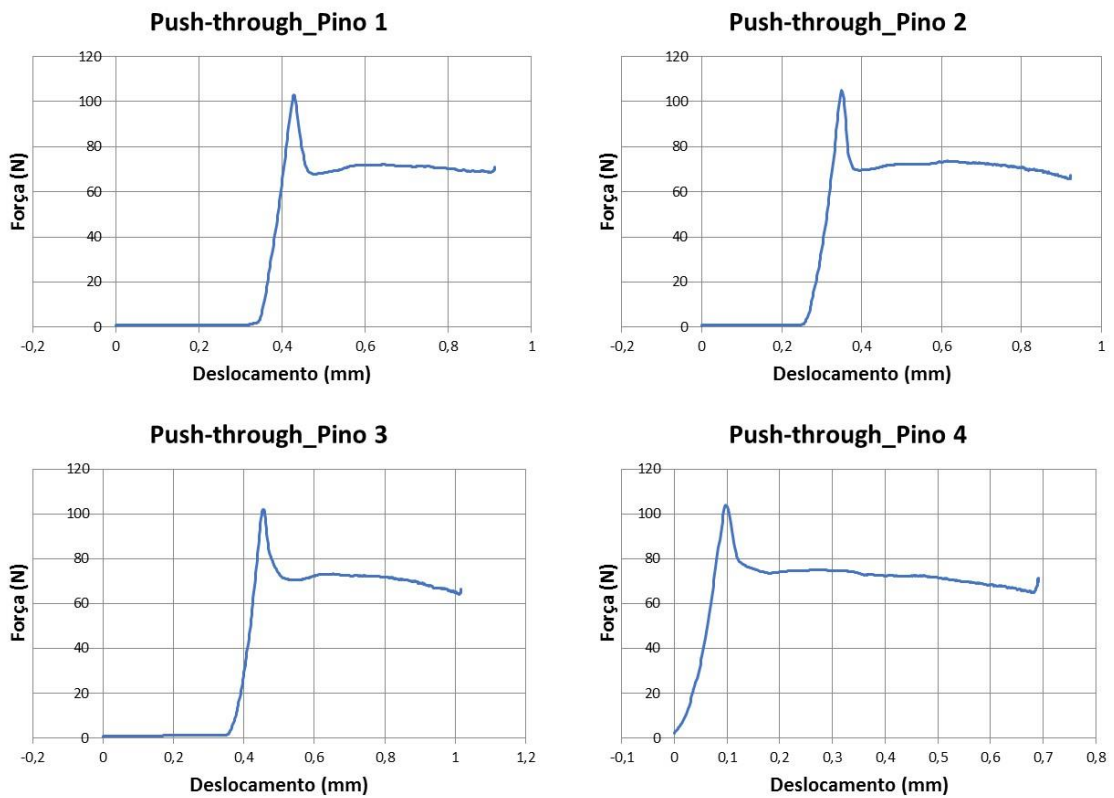 Push-through_Pino 1
120
100
80
60
40
20
0
Força (N)
-0,2 0 0,2 0,4 0,6 0,8 1
Deslocamento (mm)
Push-through_Pino 2
120
100
80
60
40
20
0
Força (N)
-0,2 0 0,2 0,4 0,6 0,8 1
Deslocamento (mm)
Push-through_Pino 3
120
100
80
60
40
20
0
Força (N)
-0,2 0 0,2 0,4 0,6 0,8 1 1,2
Deslocamento (mm)
Push-through_Pino 4
120
100
80
60
40
20
0
Força (N)
-0,1 0 0,1 0,2 0,3 0,4 0,5 0,6 0,7 0,8
Deslocamento (mm)